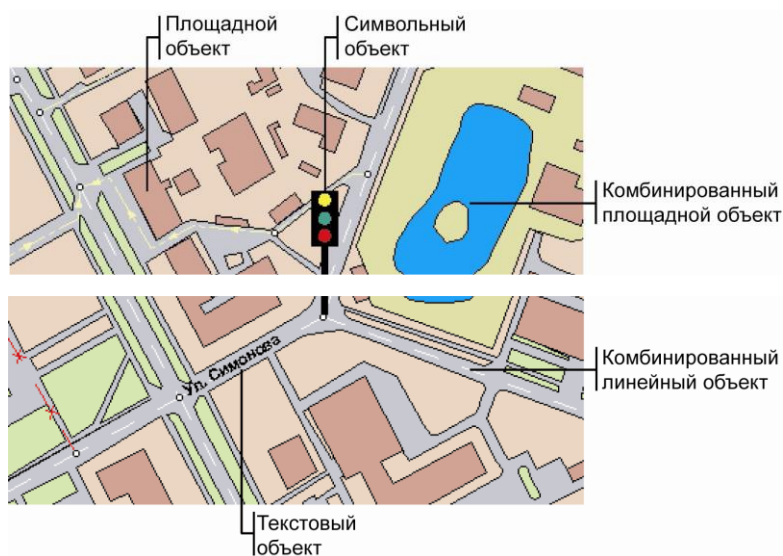 Площадной
объект
Символьный
объект
Комбинированный
площадной объект
Ул. Симонова
Комбинированный
линейный объект
Текстовый
объект